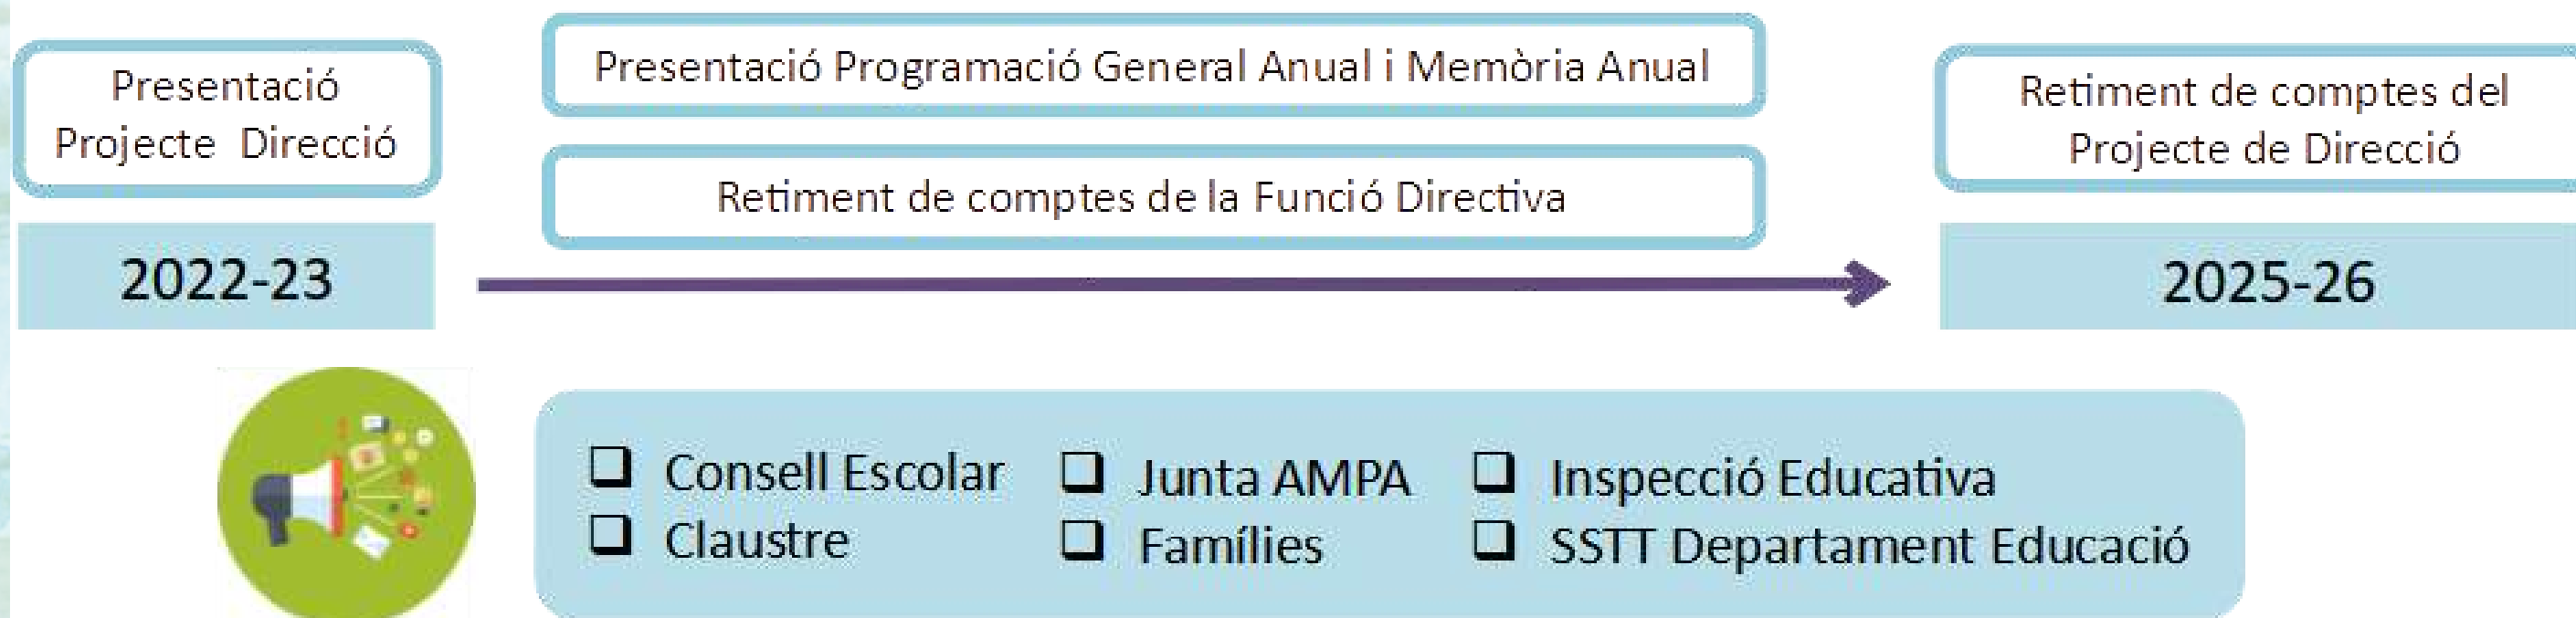 Presentació
Projecte Direcció
2022-23
Presentació Programació General Anual i Memòria Anual
Retiment de comptes de la Funció Directiva
Retiment de comptes del
Projecte de Direcció
2025-26
❑ Consell Escolar
❑ Claustre
❑ Junta AMPA
❑ Famílies
❑ Inspecció Educativa
❑ SSTT Departament Educació